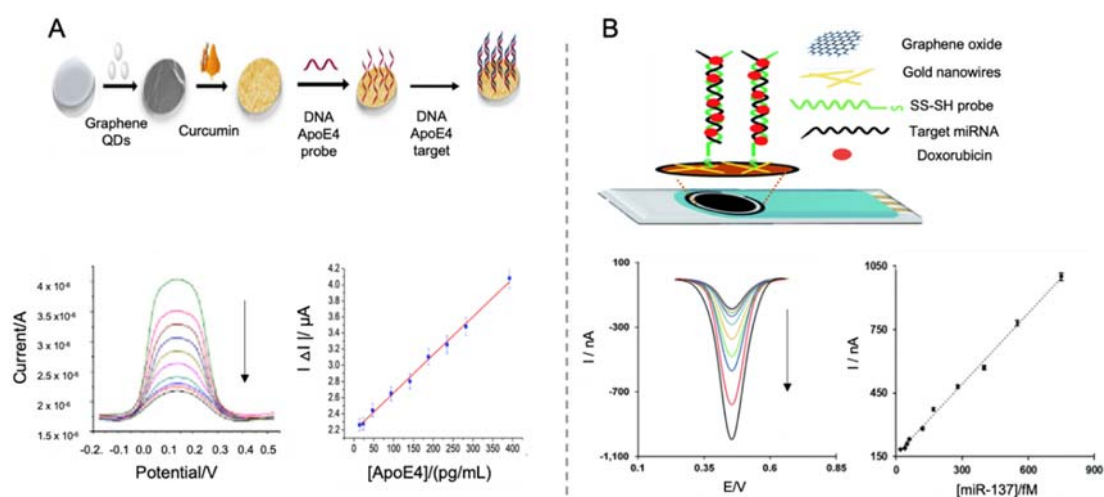 A
Graphene
QDs
Curcumin
DNA
ApoE4
probe
DNA
ApoE4
target
4 x 10⁻⁶
3.5 x 10⁻⁶
3 x 10⁻⁶
2.5 x 10⁻⁶
2 x 10⁻⁶
1.5 x 10⁻⁶
Current/A
-0.2.
0.0
0.1
0.2
0.3
0.4
0.5
Potential/V
4.2
4.0
3.8
3.6
3.4
3.2
3.0
2.8
2.6
2.4
2.2
I Δ I|/ μA
0
50
100
150
200
250
300
350
400
[ApoE4]/(pg/mL)
B
Graphene oxide
Gold nanowires
SS-SH probe
S
Target miRNA
Doxorubicin
100
-300
-700
-1,100
I / nA
0.1
0.35
0.6
0.85
E/V
1050
750
450
150
I / nA
0
300
600
900
[miR-137]/fM